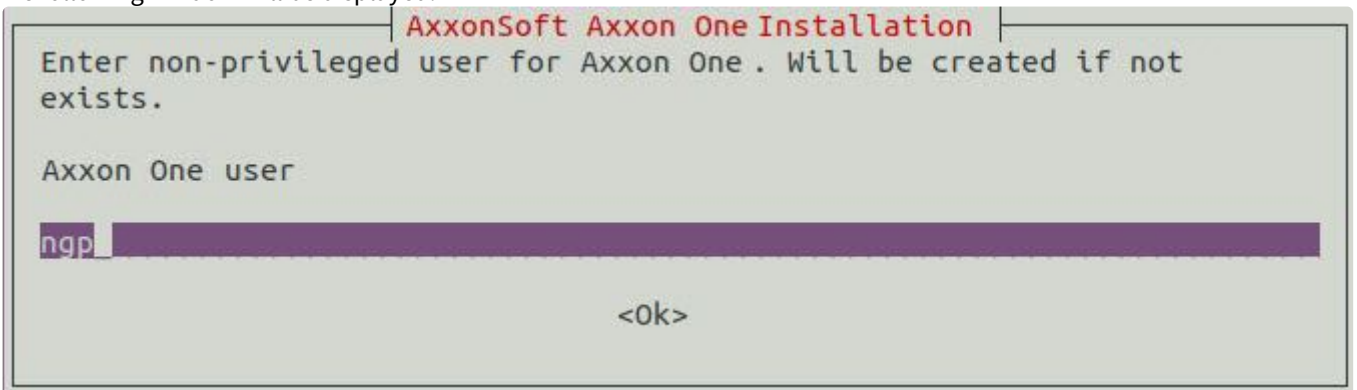 AxxonSoft Axxon One Installation
Enter non-privileged user for Axxon One . Will be created if not
exists.
Axxon One user
ngp_
<Ok>